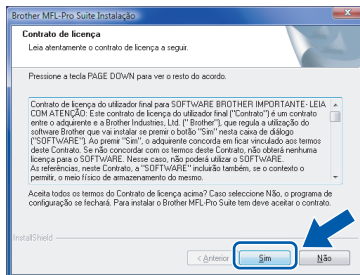 Brother MFL-Pro Suite Instalação
Contrato de licença
Leia atentamente o contrato de licença a seguir.
Pressione a tecla PAGE DOWN para ver o resto do acordo.
Contrato de licença do utilizador final para SOFTWARE BROTHER IMPORTANTE- LEIA
COM ATENÇÃO: Este contrato de licença do utilizador final ("Contrato") é um contrato
entre o adquirente e a Brother Industries, Ltd. (" Brother"), que regula a utilização do
software Brother que vai instalar se premir o botão "Sim" nesta caixa de diálogo
("SOFTWARE"). Ao premir "Sim", o adquirente concorda em ficar vinculado aos termos
deste Contrato. Se não concordar com os termos deste Contrato, não obterá nenhuma
licença para o SOFTWARE. Nesse caso, não poderá utilizar o SOFTWARE.
As referências, neste Contrato, a "SOFTWARE" incluirão também, se o contexto o
permitir, o meio físico de armazenamento do mesmo.
Aceita todos os termos do Contrato de licença acima? Caso seleccione Não, o programa de
configuração se fechará. Para instalar o Brother MFL-Pro Suite tem deve aceitar o contrato.
InstallShield
< Anterior
Sim
Não